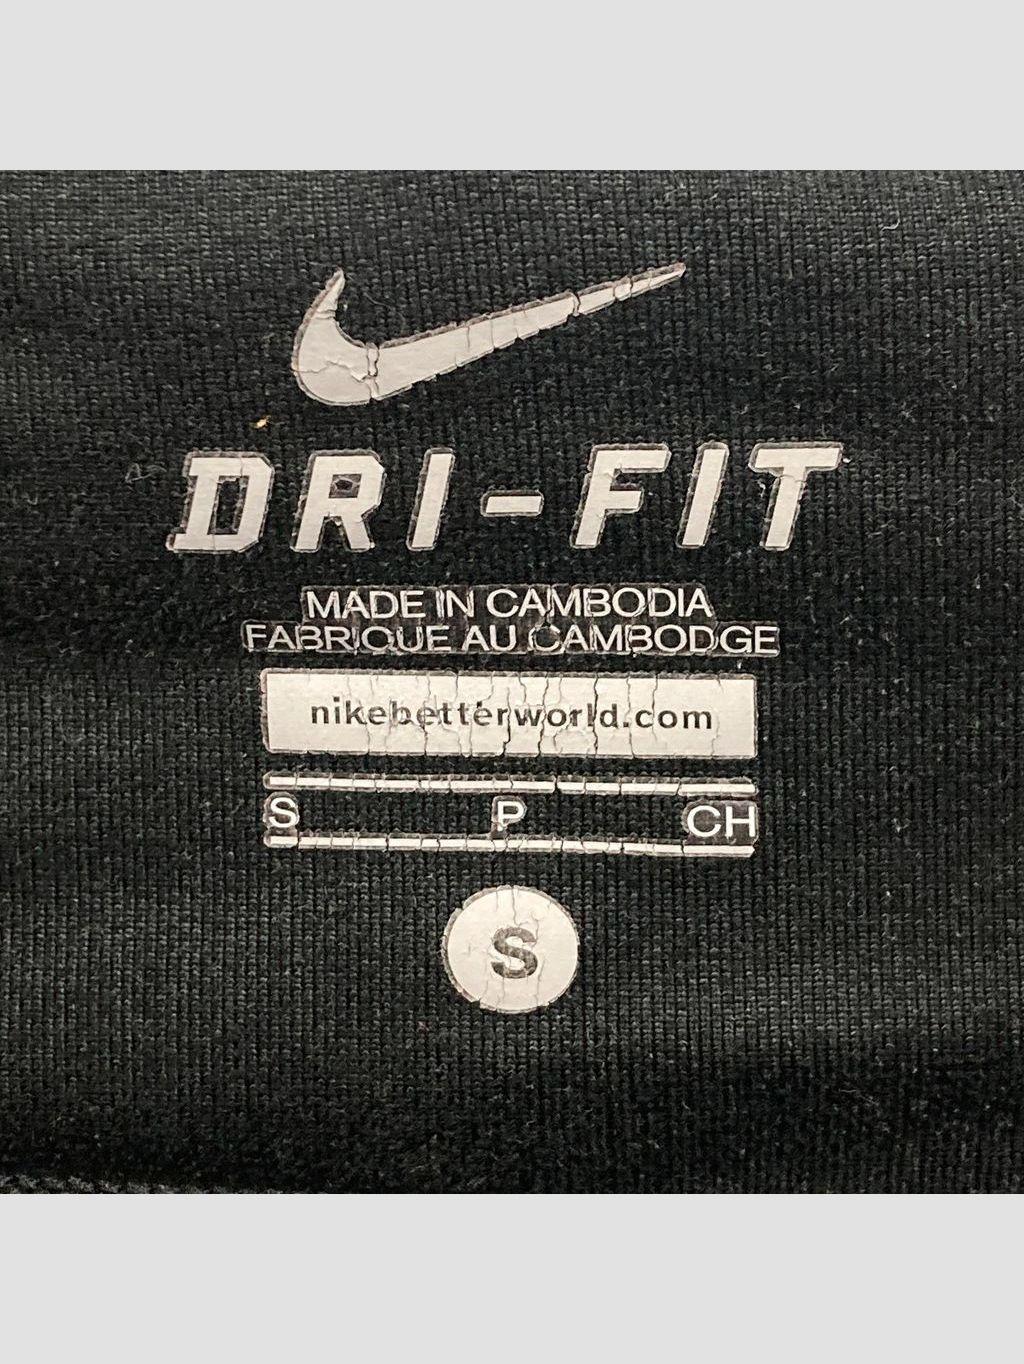 DRI-FIT
MADE IN CAMBODIA
FABRIQUE AU CAMBODGE
nikebetterworld.com
S P CH
S